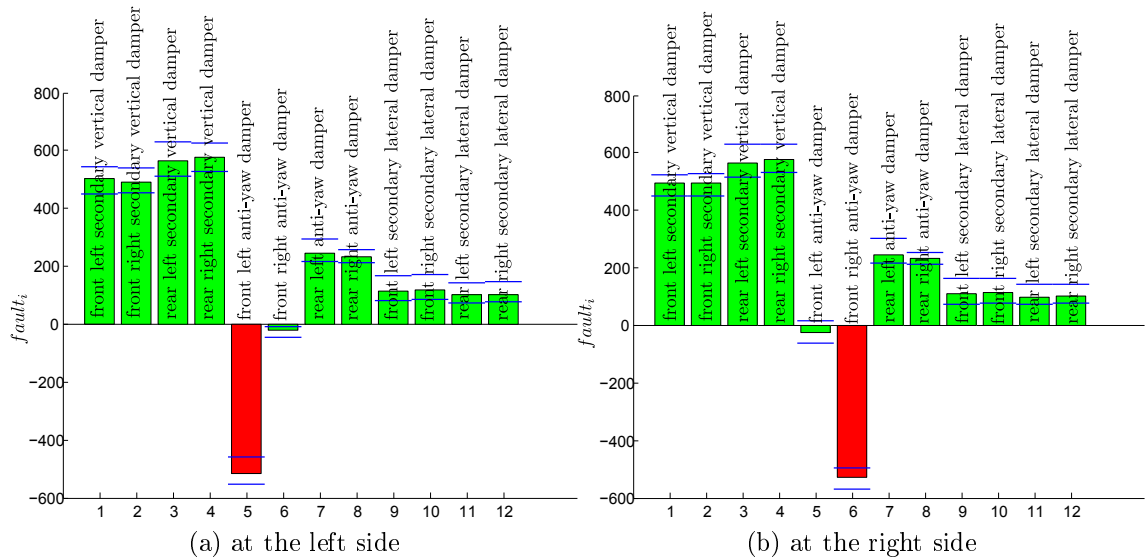 front left secondary vertical damper
front right secondary vertical damper
rear left secondary vertical damper
rear right secondary vertical damper
front left anti-yaw damper
front right anti-yaw damper
rear left anti-yaw damper
rear right anti-yaw damper
front left secondary lateral damper
front right secondary lateral damper
rear left secondary lateral damper
rear right secondary lateral damper
800
600
400
200
0
−200
−400
−600
fault_i
1 2 3 4 5 6 7 8 9 10 11 12
(a) at the left side
front left secondary vertical damper
front right secondary vertical damper
rear left secondary vertical damper
rear right secondary vertical damper
front left anti-yaw damper
front right anti-yaw damper
rear left anti-yaw damper
rear right anti-yaw damper
front left secondary lateral damper
front right secondary lateral damper
rear left secondary lateral damper
rear right secondary lateral damper
800
600
400
200
0
−200
−400
−600
fault_i
1 2 3 4 5 6 7 8 9 10 11 12
(b) at the right side